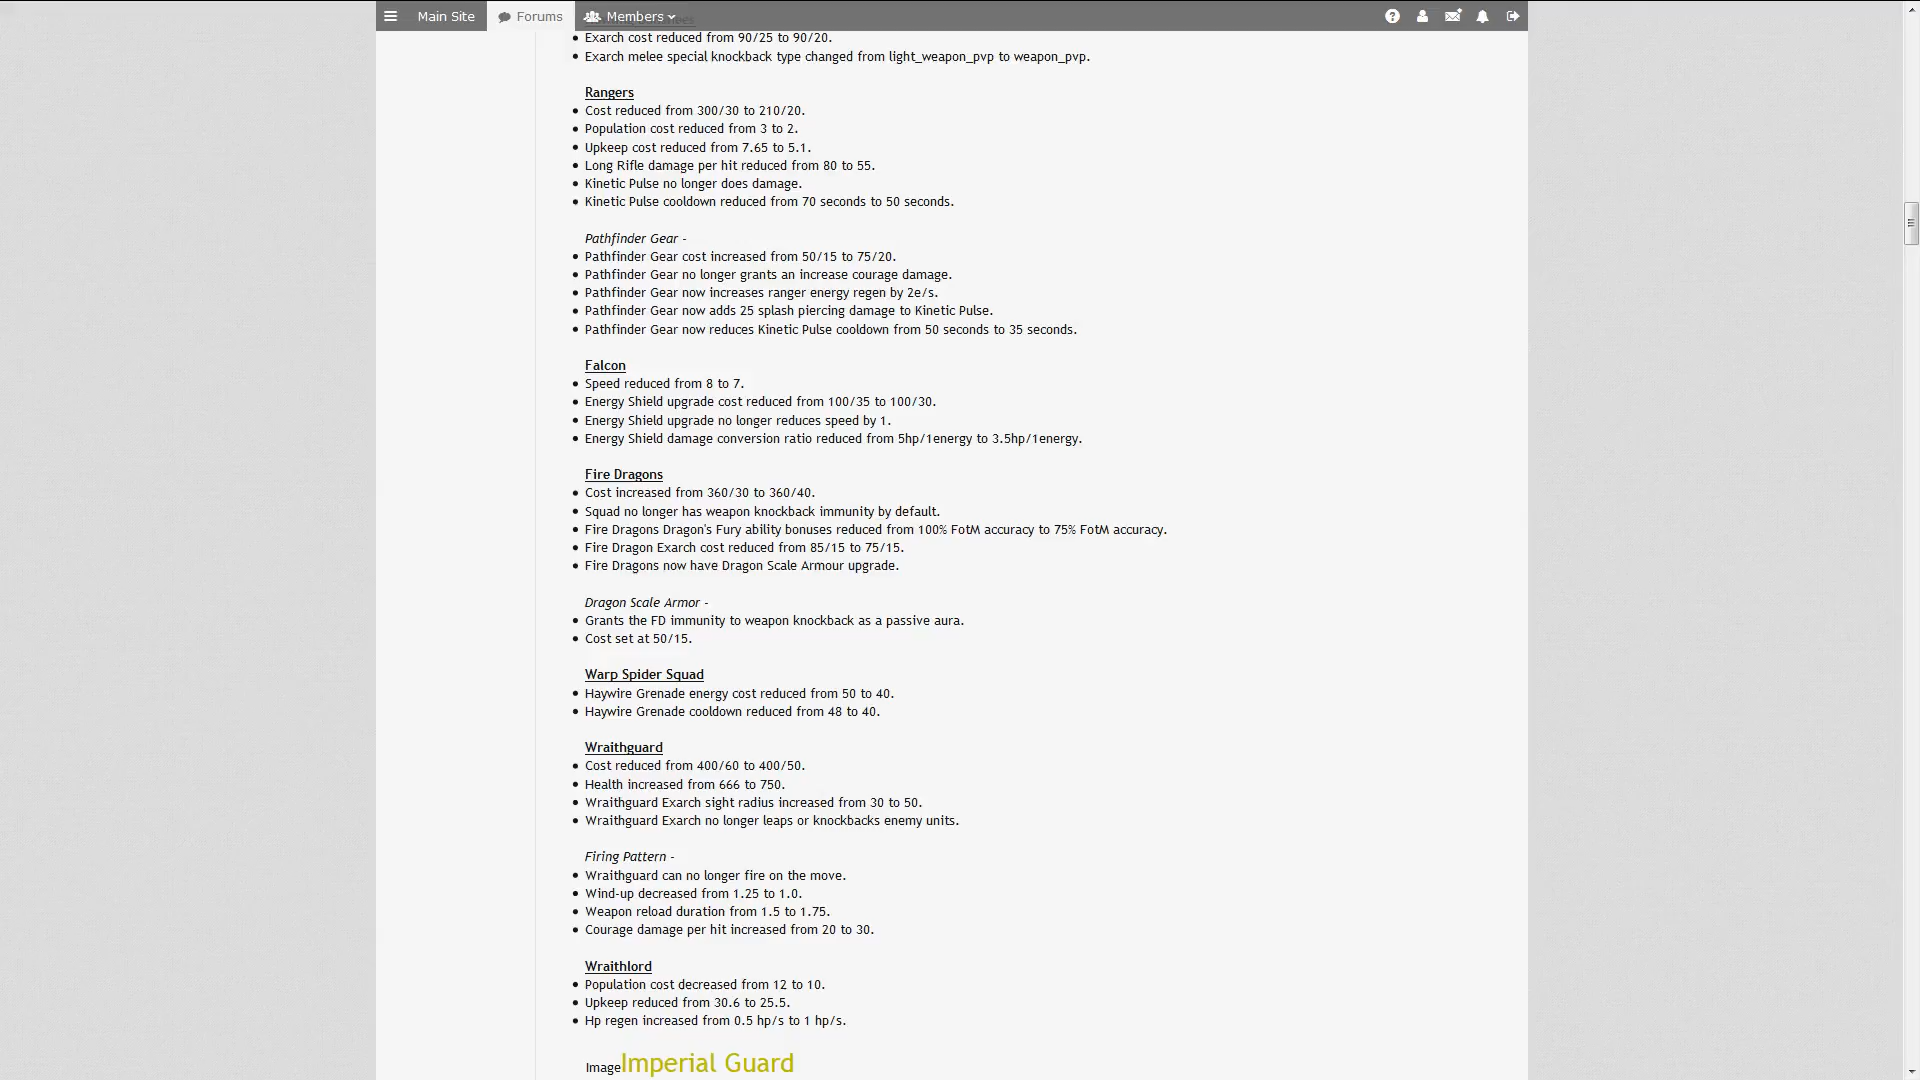 Main Site Forums Members
Exarch cost reduced from 90/25 to 90/20.
Exarch melee special knockback type changed from light_weapon_pvp to weapon_pvp.
Rangers
Cost reduced from 300/30 to 210/20.
Population cost reduced from 3 to 2.
Upkeep cost reduced from 7.65 to 5.1.
Long Rifle damage per hit reduced from 80 to 55.
Kinetic Pulse no longer does damage.
Kinetic Pulse cooldown reduced from 70 seconds to 50 seconds.
Pathfinder Gear -
Pathfinder Gear cost increased from 50/15 to 75/20.
Pathfinder Gear no longer grants an increase courage damage.
Pathfinder Gear now increases ranger energy regen by 2e/s.
Pathfinder Gear now adds 25 splash piercing damage to Kinetic Pulse.
Pathfinder Gear now reduces Kinetic Pulse cooldown from 50 seconds to 35 seconds.
Falcon
Speed reduced from 8 to 7.
Energy Shield upgrade cost reduced from 100/35 to 100/30.
Energy Shield upgrade no longer reduces speed by 1.
Energy Shield damage conversion ratio reduced from 5hp/1energy to 3.5hp/1energy.
Fire Dragons
Cost increased from 360/30 to 360/40.
Squad no longer has weapon knockback immunity by default.
Fire Dragons Dragon's Fury ability bonuses reduced from 100% FotM accuracy to 75% FotM accuracy.
Fire Dragon Exarch cost reduced from 85/15 to 75/15.
Fire Dragons now have Dragon Scale Armour upgrade.
Dragon Scale Armor -
Grants the FD immunity to weapon knockback as a passive aura.
Cost set at 50/15.
Warp Spider Squad
Haywire Grenade energy cost reduced from 50 to 40.
Haywire Grenade cooldown reduced from 48 to 40.
Wraithguard
Cost reduced from 400/60 to 400/50.
Health increased from 666 to 750.
Wraithguard Exarch sight radius increased from 30 to 50.
Wraithguard Exarch no longer leaps or knockbacks enemy units.
Firing Pattern -
Wraithguard can no longer fire on the move.
Wind-up decreased from 1.25 to 1.0.
Weapon reload duration from 1.5 to 1.75.
Courage damage per hit increased from 20 to 30.
Wraithlord
Population cost decreased from 12 to 10.
Upkeep reduced from 30.6 to 25.5.
Hp regen increased from 0.5 hp/s to 1 hp/s.
ImageImperial Guard